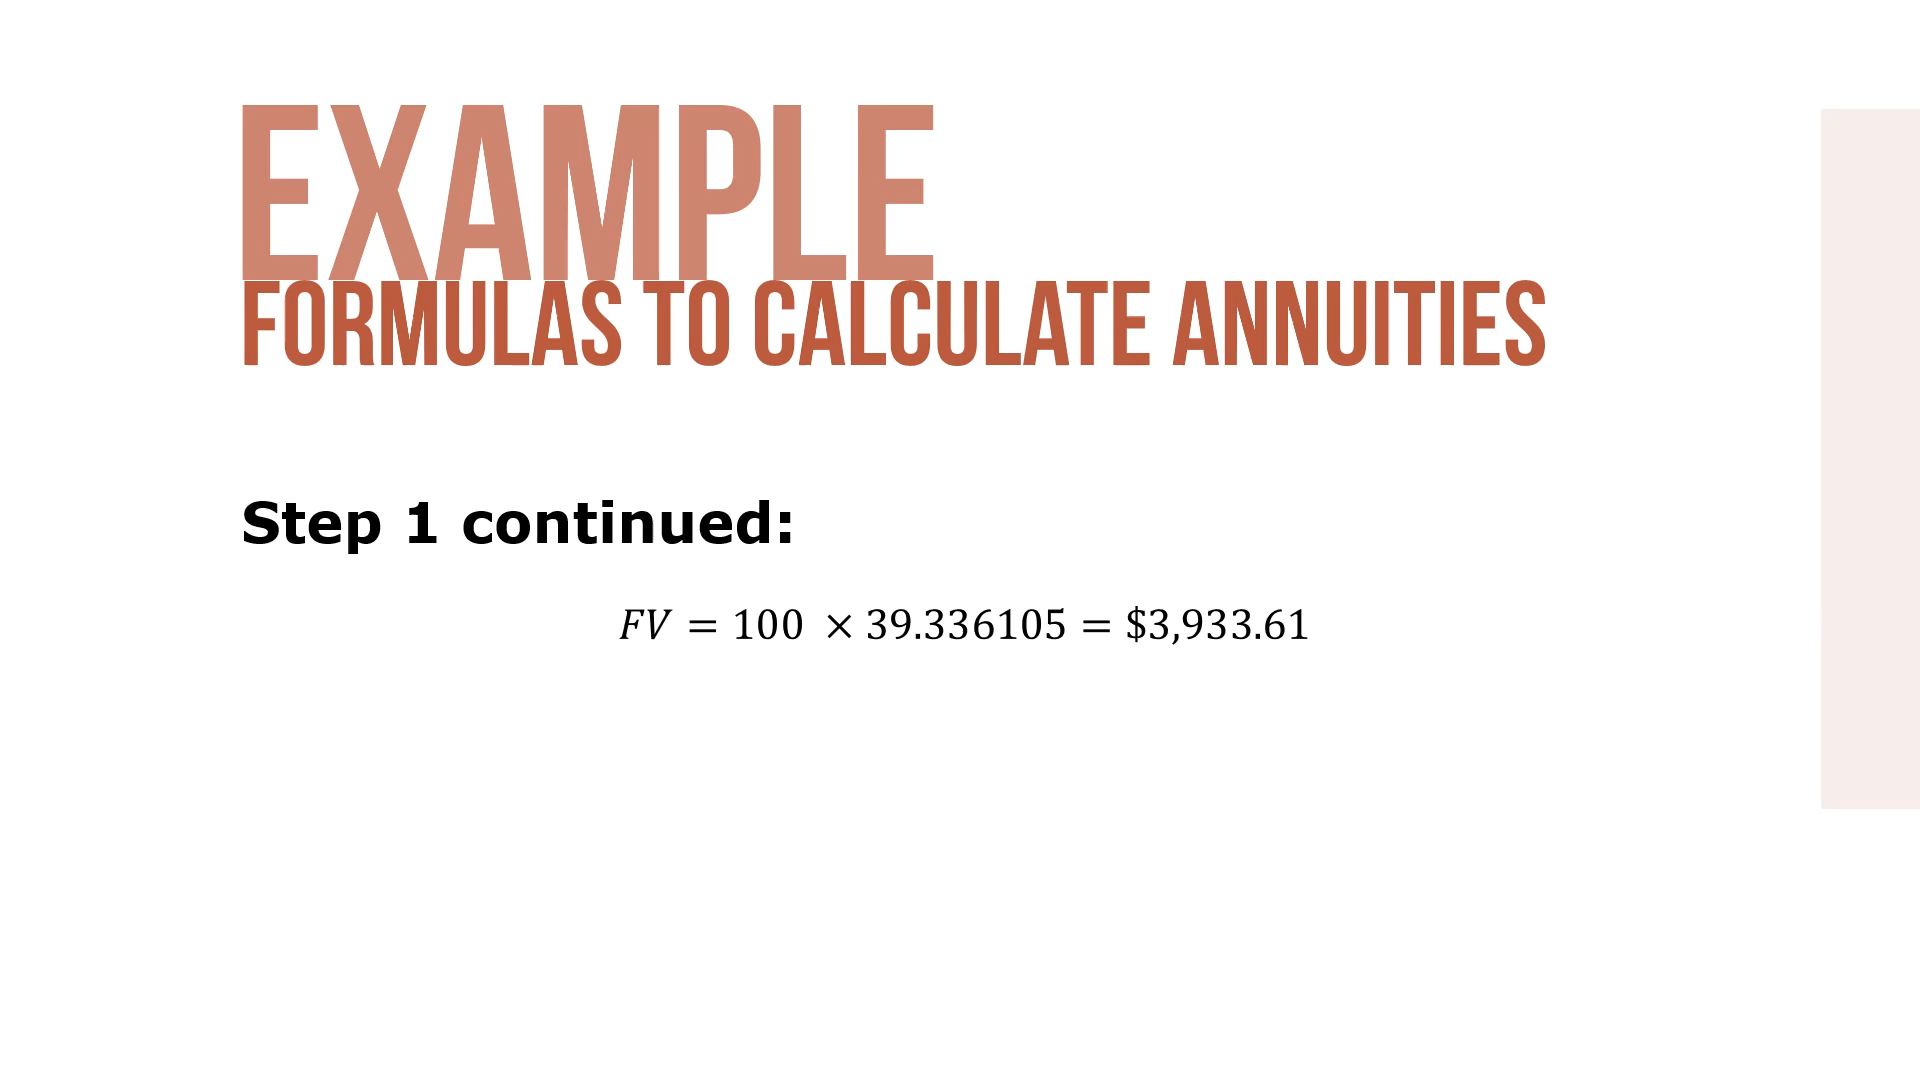 EXAMPLE
FORMULAS TO CALCULATE ANNUITIES
Step 1 continued:
FV = 100 × 39.336105 = $3,933.61